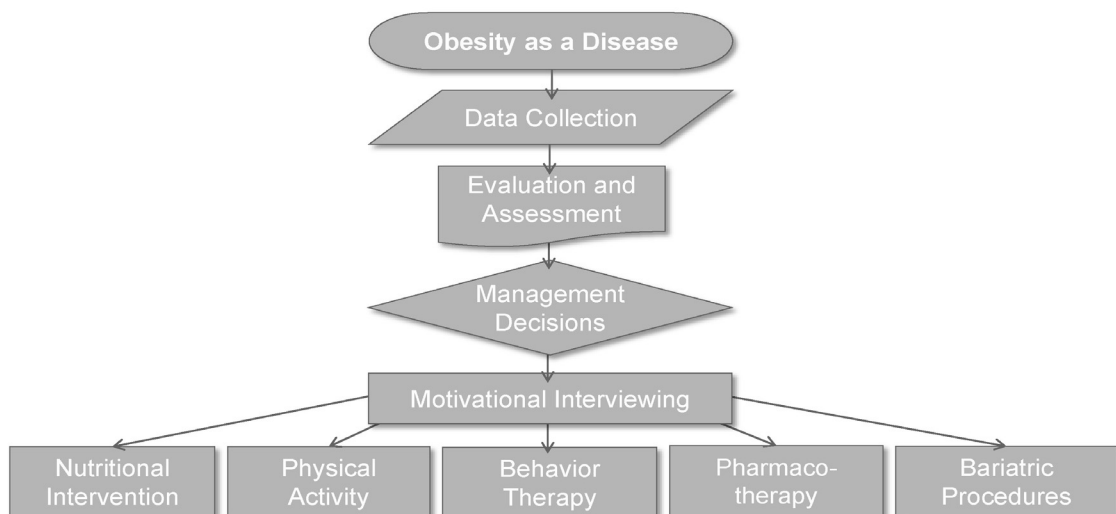 Obesity as a Disease
Data Collection
Evaluation and
Assessment
Management
Decisions
Motivational Interviewing
Nutritional
Intervention
Physical
Activity
Behavior
Therapy
Pharmaco-
therapy
Bariatric
Procedures